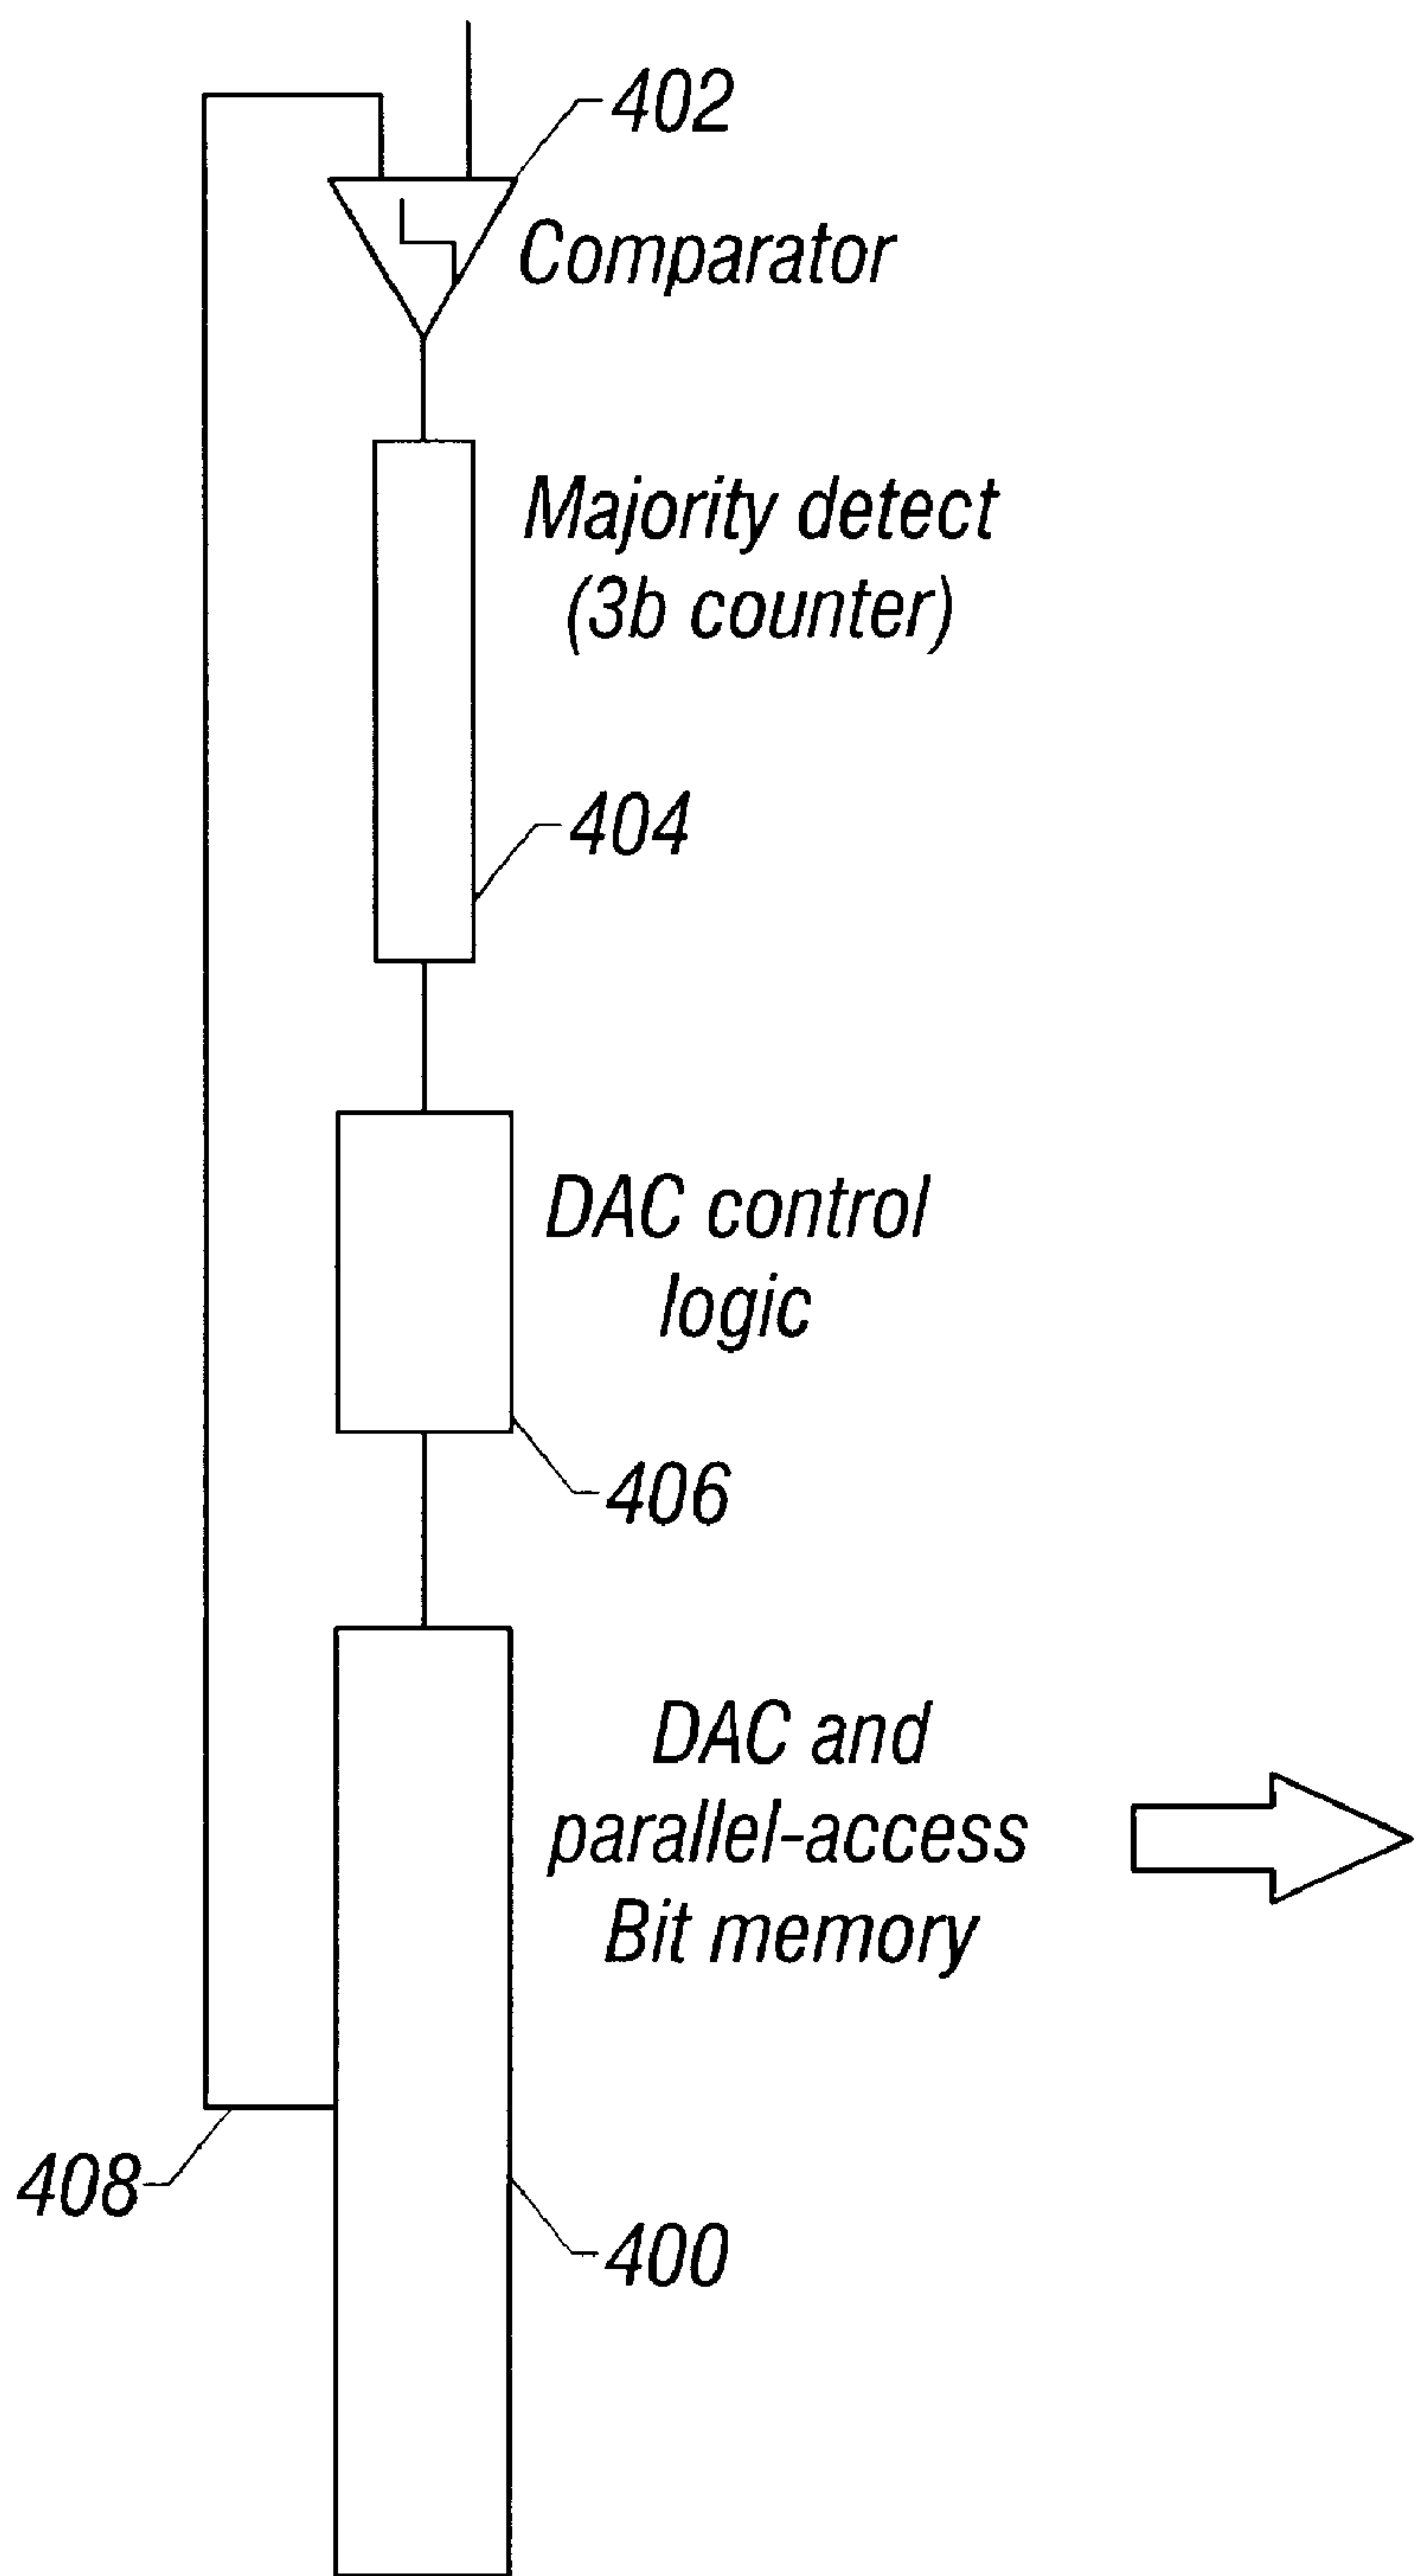 402
Comparator
Majority detect
(3b counter)
404
DAC control
logic
406
DAC and
parallel-access
Bit memory
408
400